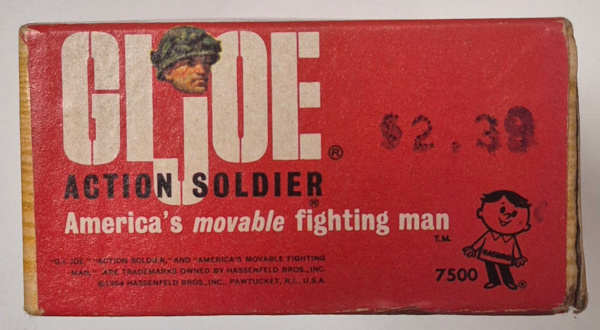 GI JOE ®
$2.39
ACTION SOLDIER ®
America's movable fighting man T.M.
HASBRO
"G.I. JOE," "ACTION SOLDIER," AND "AMERICA'S MOVABLE FIGHTING
MAN," ARE TRADEMARKS OWNED BY HASSENFELD BROS., INC.
©1964 HASSENFELD BROS., INC., PAWTUCKET, R.I., U.S.A.
7500 ®